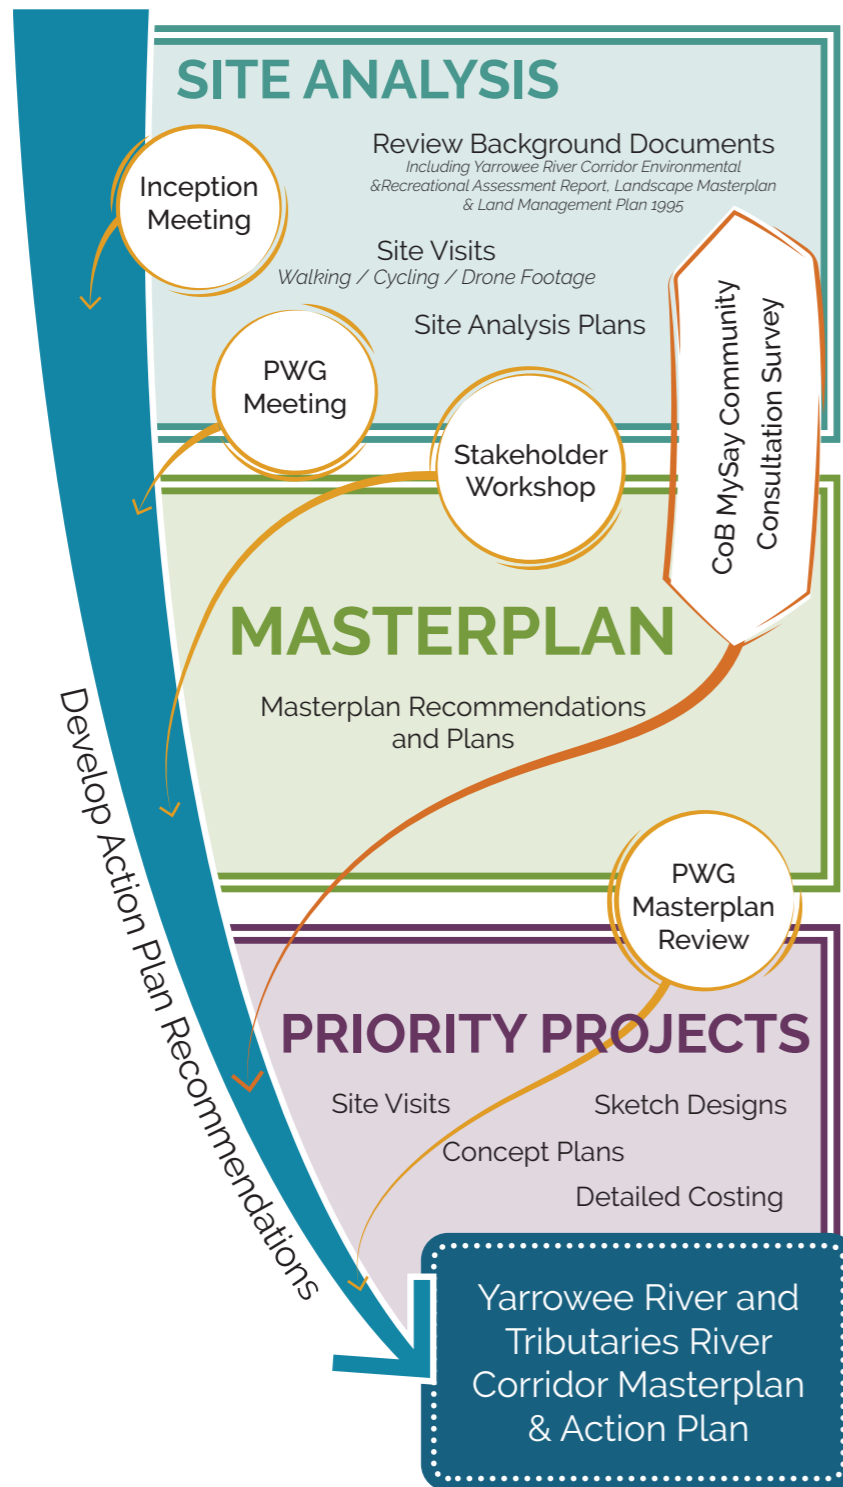 SITE ANALYSIS
Review Background Documents
Including Yarrowee River Corridor Environmental
&Recreational Assessment Report, Landscape Masterplan
& Land Management Plan 1995
Inception
Meeting
Site Visits
Walking / Cycling / Drone Footage
Site Analysis Plans
PWG
Meeting
Stakeholder
Workshop
CoB MySay Community
Consultation Survey
MASTERPLAN
Masterplan Recommendations
and Plans
Develop Action Plan Recommendations
PWG
Masterplan
Review
PRIORITY PROJECTS
Site Visits
Sketch Designs
Concept Plans
Detailed Costing
Yarrowee River and
Tributaries River
Corridor Masterplan
& Action Plan